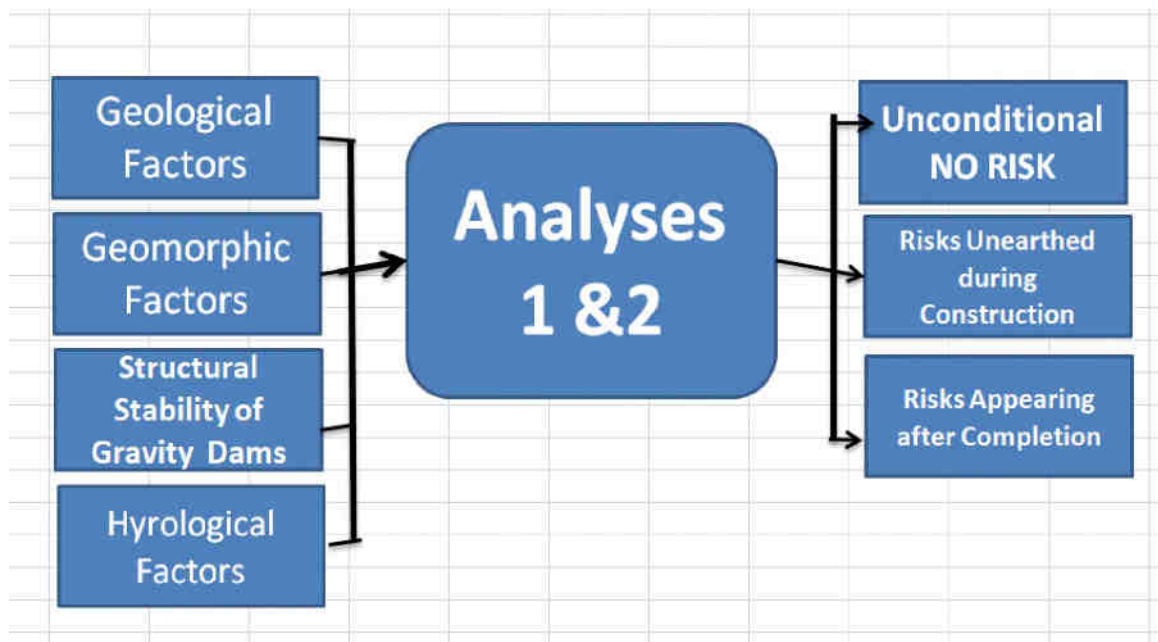 Geological
Factors
Geomorphic
Factors
Structural
Stability of
Gravity Dams
Hyrological
Factors
Analyses
1 &2
Unconditional
NO RISK
Risks Unearthed
during
Construction
Risks Appearing
after Completion